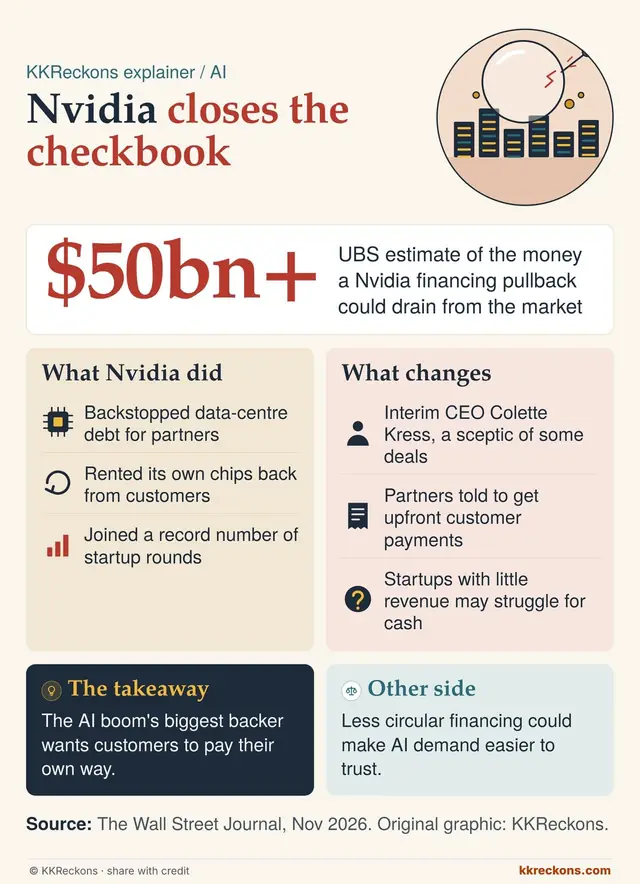 KKReckons explainer / AI
Nvidia closes the
checkbook
$50bn+
UBS estimate of the money
a Nvidia financing pullback
could drain from the market
What Nvidia did
Backstopped data-centre
debt for partners
Rented its own chips back
from customers
Joined a record number of
startup rounds
What changes
Interim CEO Colette
Kress, a sceptic of some
deals
Partners told to get
upfront customer
payments
Startups with little
revenue may struggle for
cash
The takeaway
The AI boom's biggest backer
wants customers to pay their
own way.
Other side
Less circular financing could
make AI demand easier to
trust.
Source: The Wall Street Journal, Nov 2026. Original graphic: KKReckons.
© KKReckons · share with credit
kkreckons.com